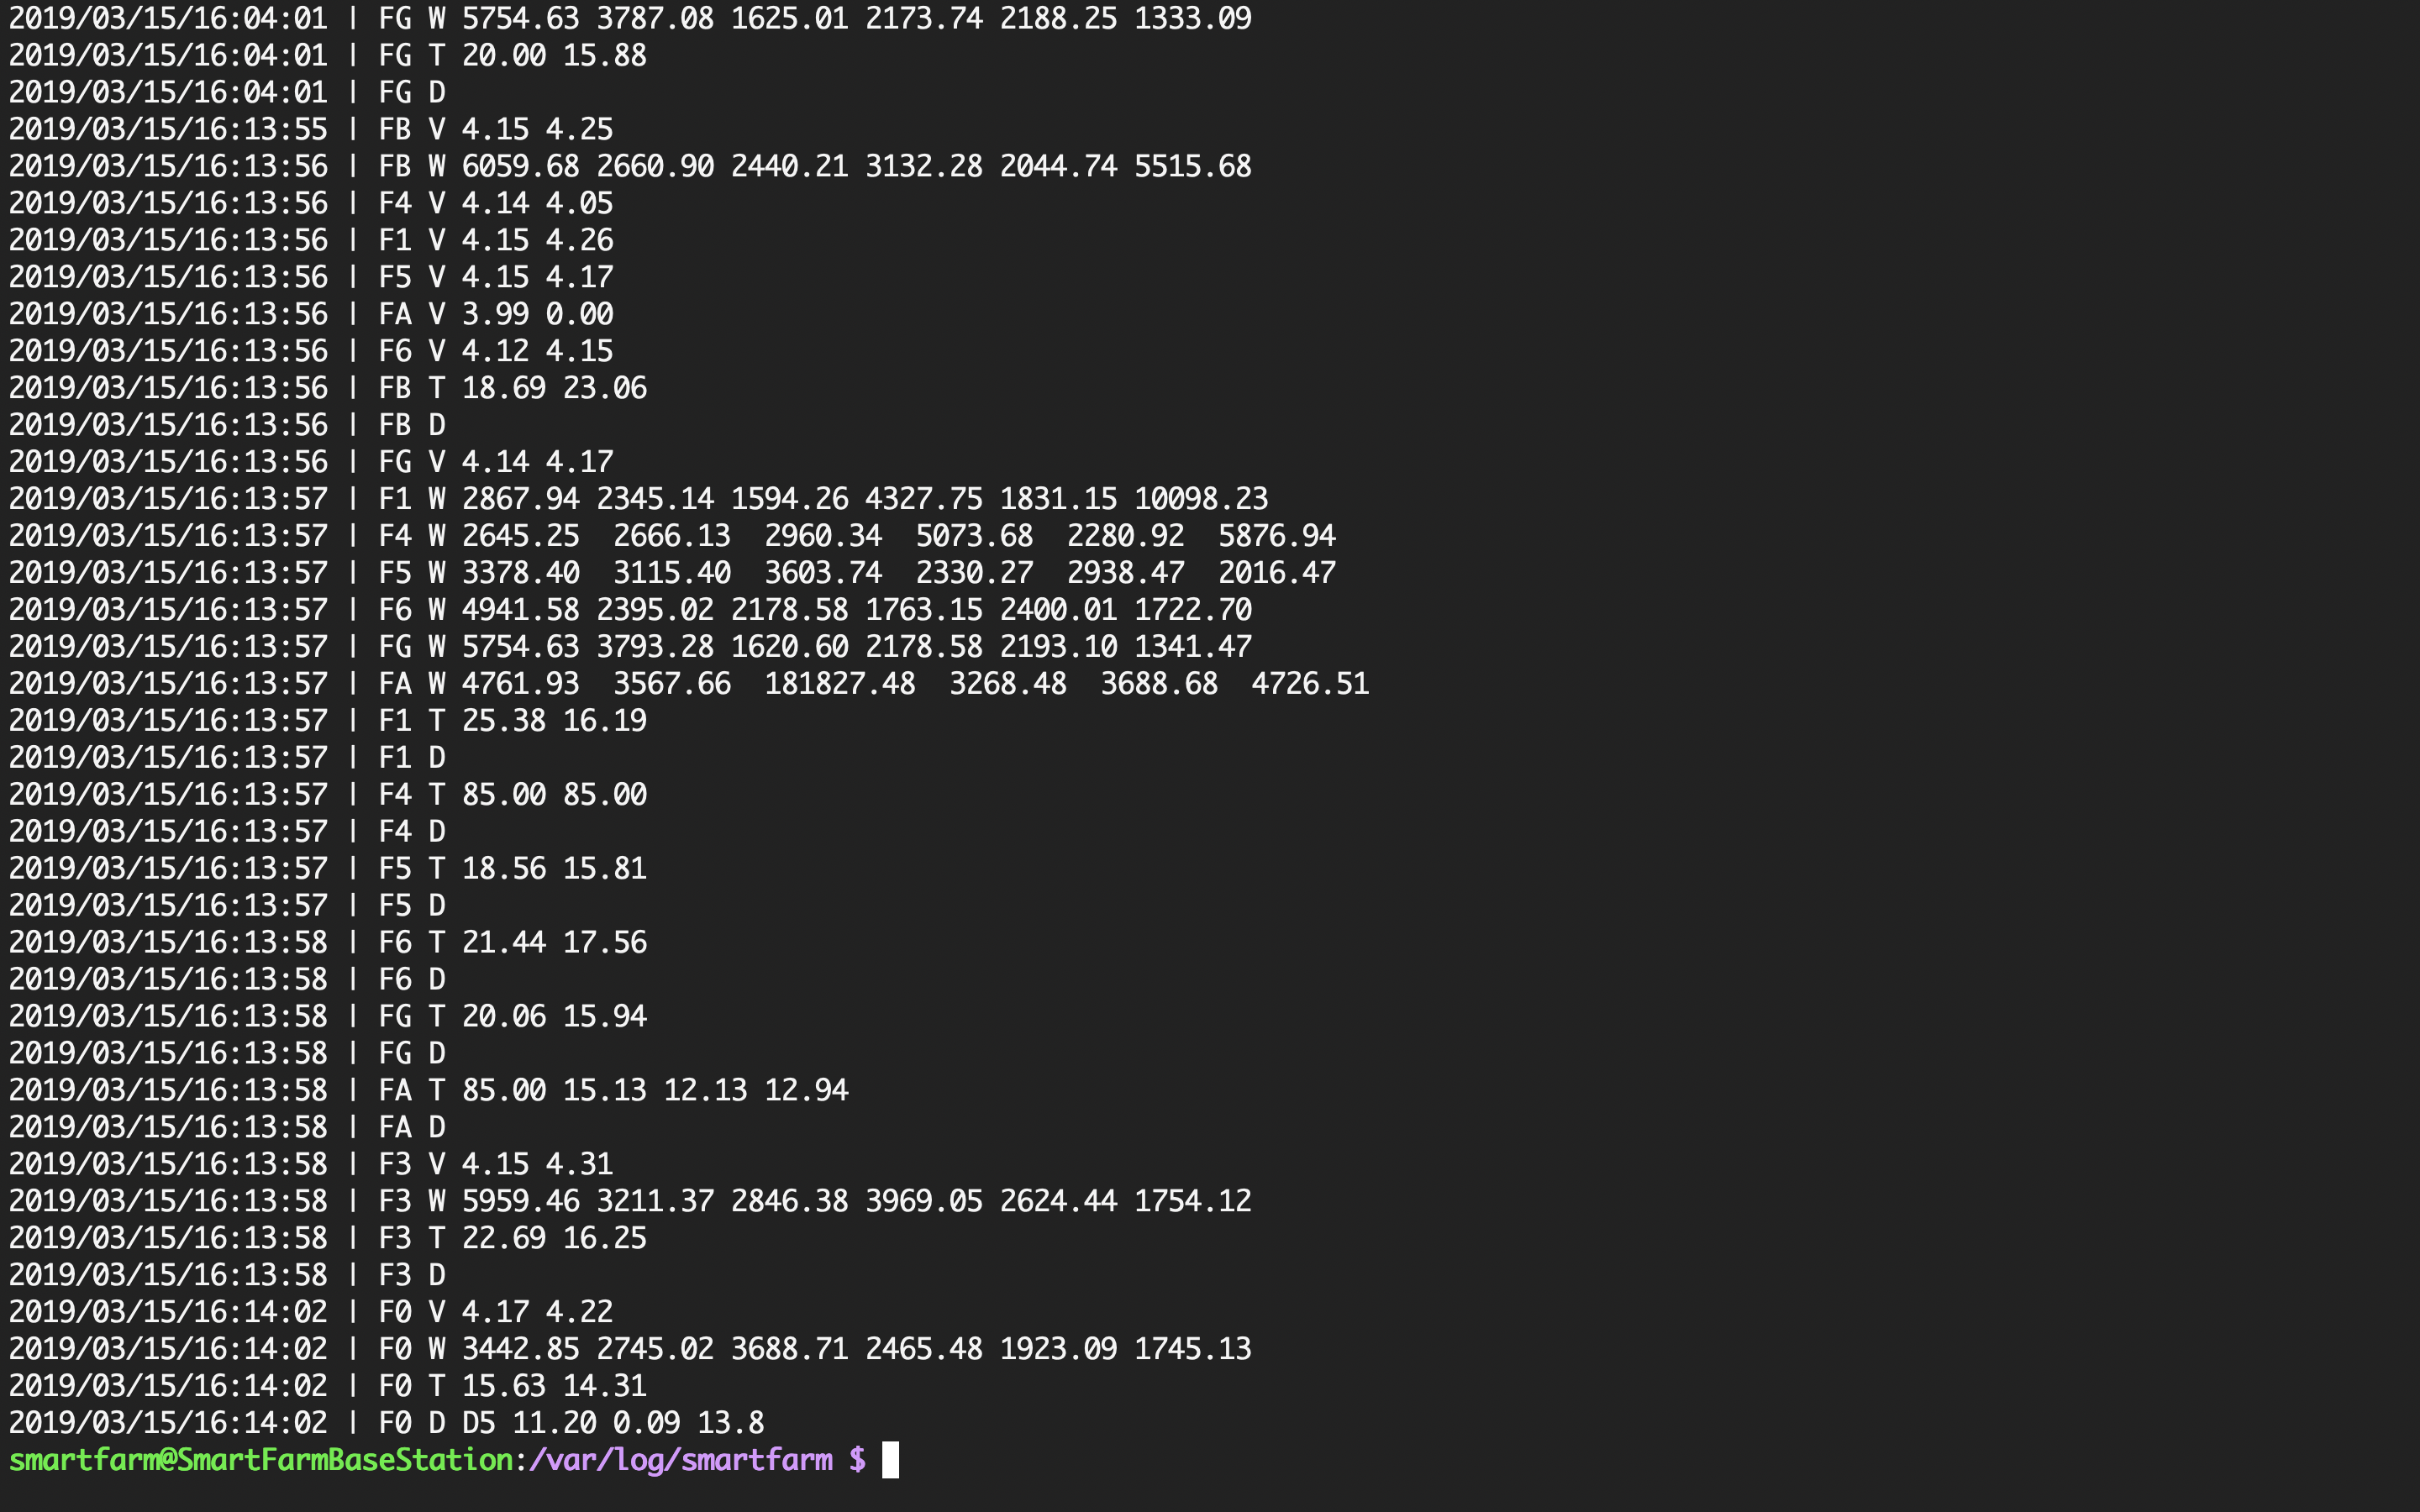 2019/03/15/16:04:01 | FG W 5754.63 3787.08 1625.01 2173.74 2188.25 1333.09
2019/03/15/16:04:01 | FG T 20.00 15.88
2019/03/15/16:04:01 | FG D
2019/03/15/16:13:55 | FB V 4.15 4.25
2019/03/15/16:13:56 | FB W 6059.68 2660.90 2440.21 3132.28 2044.74 5515.68
2019/03/15/16:13:56 | F4 V 4.14 4.05
2019/03/15/16:13:56 | F1 V 4.15 4.26
2019/03/15/16:13:56 | F5 V 4.15 4.17
2019/03/15/16:13:56 | FA V 3.99 0.00
2019/03/15/16:13:56 | F6 V 4.12 4.15
2019/03/15/16:13:56 | FB T 18.69 23.06
2019/03/15/16:13:56 | FB D
2019/03/15/16:13:56 | FG V 4.14 4.17
2019/03/15/16:13:57 | F1 W 2867.94 2345.14 1594.26 4327.75 1831.15 10098.23
2019/03/15/16:13:57 | F4 W 2645.25  2666.13  2960.34  5073.68  2280.92  5876.94
2019/03/15/16:13:57 | F5 W 3378.40  3115.40  3603.74  2330.27  2938.47  2016.47
2019/03/15/16:13:57 | F6 W 4941.58 2395.02 2178.58 1763.15 2400.01 1722.70
2019/03/15/16:13:57 | FG W 5754.63 3793.28 1620.60 2178.58 2193.10 1341.47
2019/03/15/16:13:57 | FA W 4761.93  3567.66  181827.48  3268.48  3688.68  4726.51
2019/03/15/16:13:57 | F1 T 25.38 16.19
2019/03/15/16:13:57 | F1 D
2019/03/15/16:13:57 | F4 T 85.00 85.00
2019/03/15/16:13:57 | F4 D
2019/03/15/16:13:57 | F5 T 18.56 15.81
2019/03/15/16:13:57 | F5 D
2019/03/15/16:13:58 | F6 T 21.44 17.56
2019/03/15/16:13:58 | F6 D
2019/03/15/16:13:58 | FG T 20.06 15.94
2019/03/15/16:13:58 | FG D
2019/03/15/16:13:58 | FA T 85.00 15.13 12.13 12.94
2019/03/15/16:13:58 | FA D
2019/03/15/16:13:58 | F3 V 4.15 4.31
2019/03/15/16:13:58 | F3 W 5959.46 3211.37 2846.38 3969.05 2624.44 1754.12
2019/03/15/16:13:58 | F3 T 22.69 16.25
2019/03/15/16:13:58 | F3 D
2019/03/15/16:14:02 | F0 V 4.17 4.22
2019/03/15/16:14:02 | F0 W 3442.85 2745.02 3688.71 2465.48 1923.09 1745.13
2019/03/15/16:14:02 | F0 T 15.63 14.31
2019/03/15/16:14:02 | F0 D D5 11.20 0.09 13.8
smartfarm@SmartFarmBaseStation:/var/log/smartfarm $